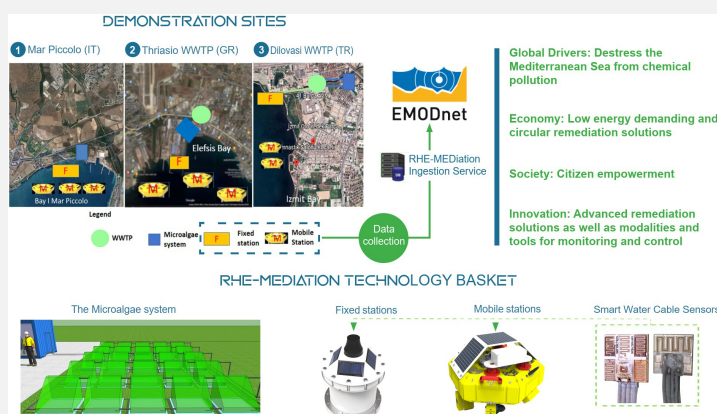 DEMONSTRATION SITES
1 Mar Piccolo (IT)
2 Thriasio WWTP (GR)
3 Dilovasi WWTP (TR)
F
M M M
Bay I Mar Piccolo
Elefsis Bay
F
M M M
F
M
M M
Izmit Bay
Legend
WWTP
Microalgae
system
F
Fixed
station
M
Mobile
Station
Data
collection
EMODnet
RHE-MEDiation
Ingestion Service
Global Drivers: Destress the
Mediterranean Sea from chemical
pollution
Economy: Low energy demanding and
circular remediation solutions
Society: Citizen empowerment
Innovation: Advanced remediation
solutions as well as modalities and
tools for monitoring and control
RHE-MEDIATION TECHNOLOGY BASKET
The Microalgae system
Fixed stations
Mobile stations
Smart Water Cable Sensors